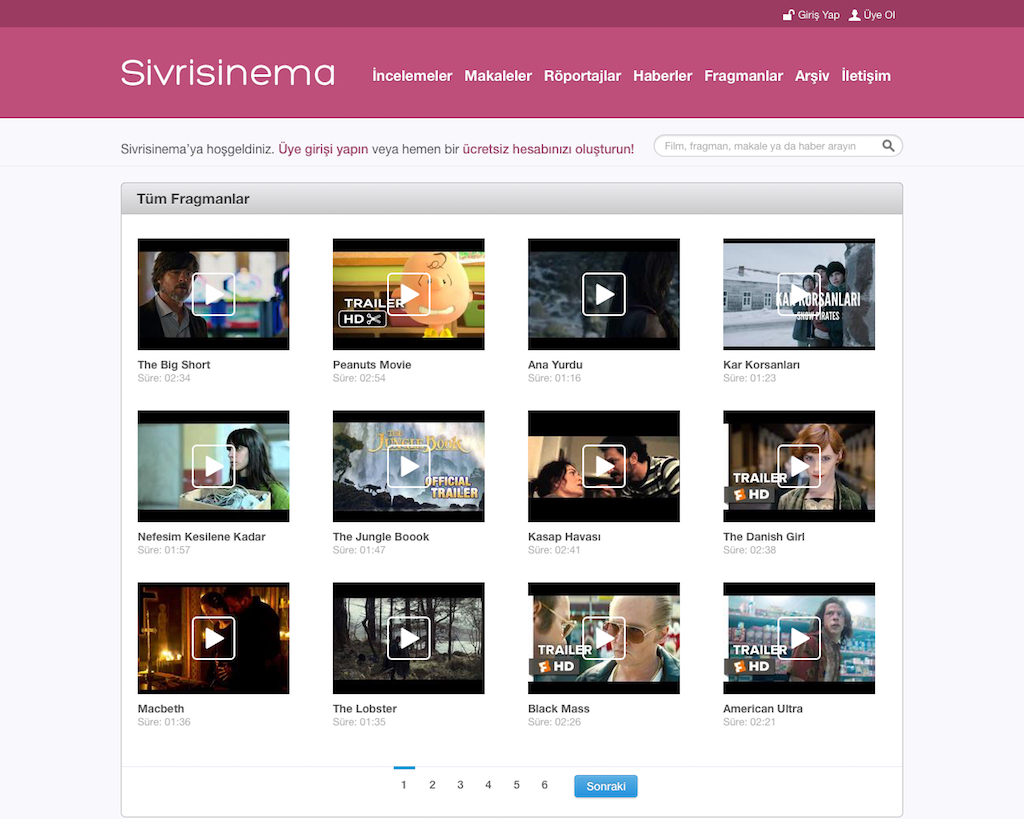 Giriş Yap Üye Ol
Sivrisinema
İncelemeler Makaleler Röportajlar Haberler Fragmanlar Arşiv İletişim
Sivrisinema'ya hoşgeldiniz. Üye girişi yapın veya hemen bir ücretsiz hesabınızı oluşturun!
Film, fragman, makale ya da haber arayın
Tüm Fragmanlar
TRAILER
HD
KAR KORSANLARI
SNOW PIRATES
The Big Short
Süre: 02:34
Peanuts Movie
Süre: 02:54
Ana Yurdu
Süre: 01:16
Kar Korsanları
Süre: 01:23
THE
JUNGLE BOOK
OFFICIAL
TRAILER
TRAILER
HD
Nefesim Kesilene Kadar
Süre: 01:57
The Jungle Boook
Süre: 01:47
Kasap Havası
Süre: 02:41
The Danish Girl
Süre: 02:38
TRAILER
HD
TRAILER
HD
Macbeth
Süre: 01:36
The Lobster
Süre: 01:35
Black Mass
Süre: 02:26
American Ultra
Süre: 02:21
1 2 3 4 5 6 Sonraki